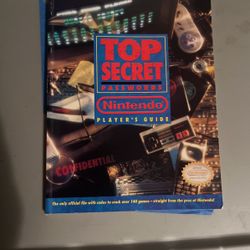 TOP
SECRET
PASSWORDS
Nintendo
PLAYER'S GUIDE
CONFIDENTIAL
The only official file with codes to crack over 140 games - straight from the pros at Nintendo!